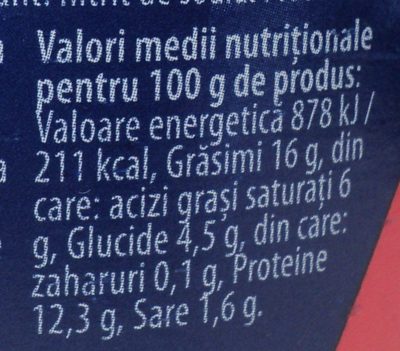 Valori medii nutriționale
pentru 100 g de produs:
Valoare energetică 878 kJ /
211 kcal, Grăsimi 16 g, din
care: acizi grași saturați 6
g, Glucide 4,5 g, din care:
zaharuri 0,1 g, Proteine
12,3 g, Sare 1,6 g.